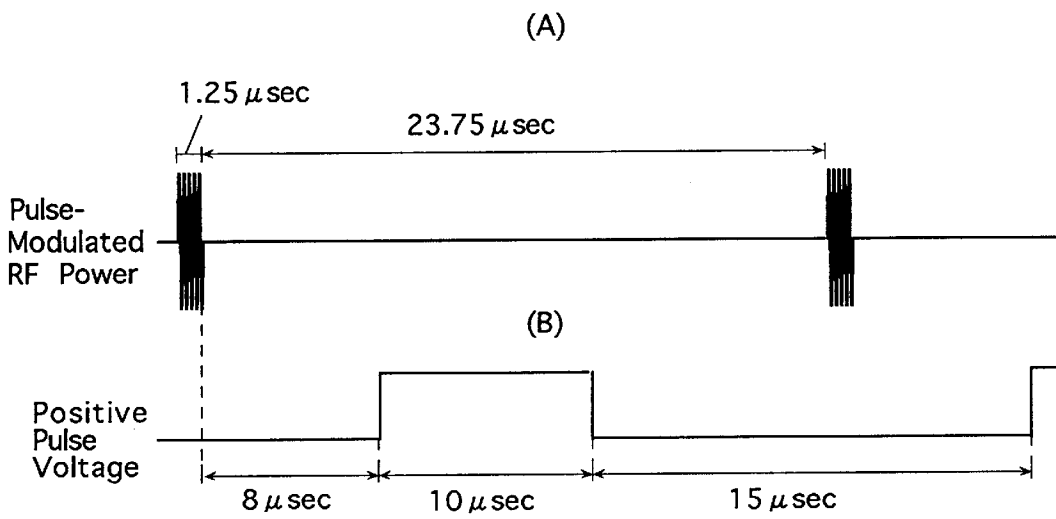 (A)
1.25 μsec
23.75 μsec
Pulse-
Modulated
RF Power
(B)
Positive
Pulse
Voltage
8 μsec
10 μsec
15 μsec